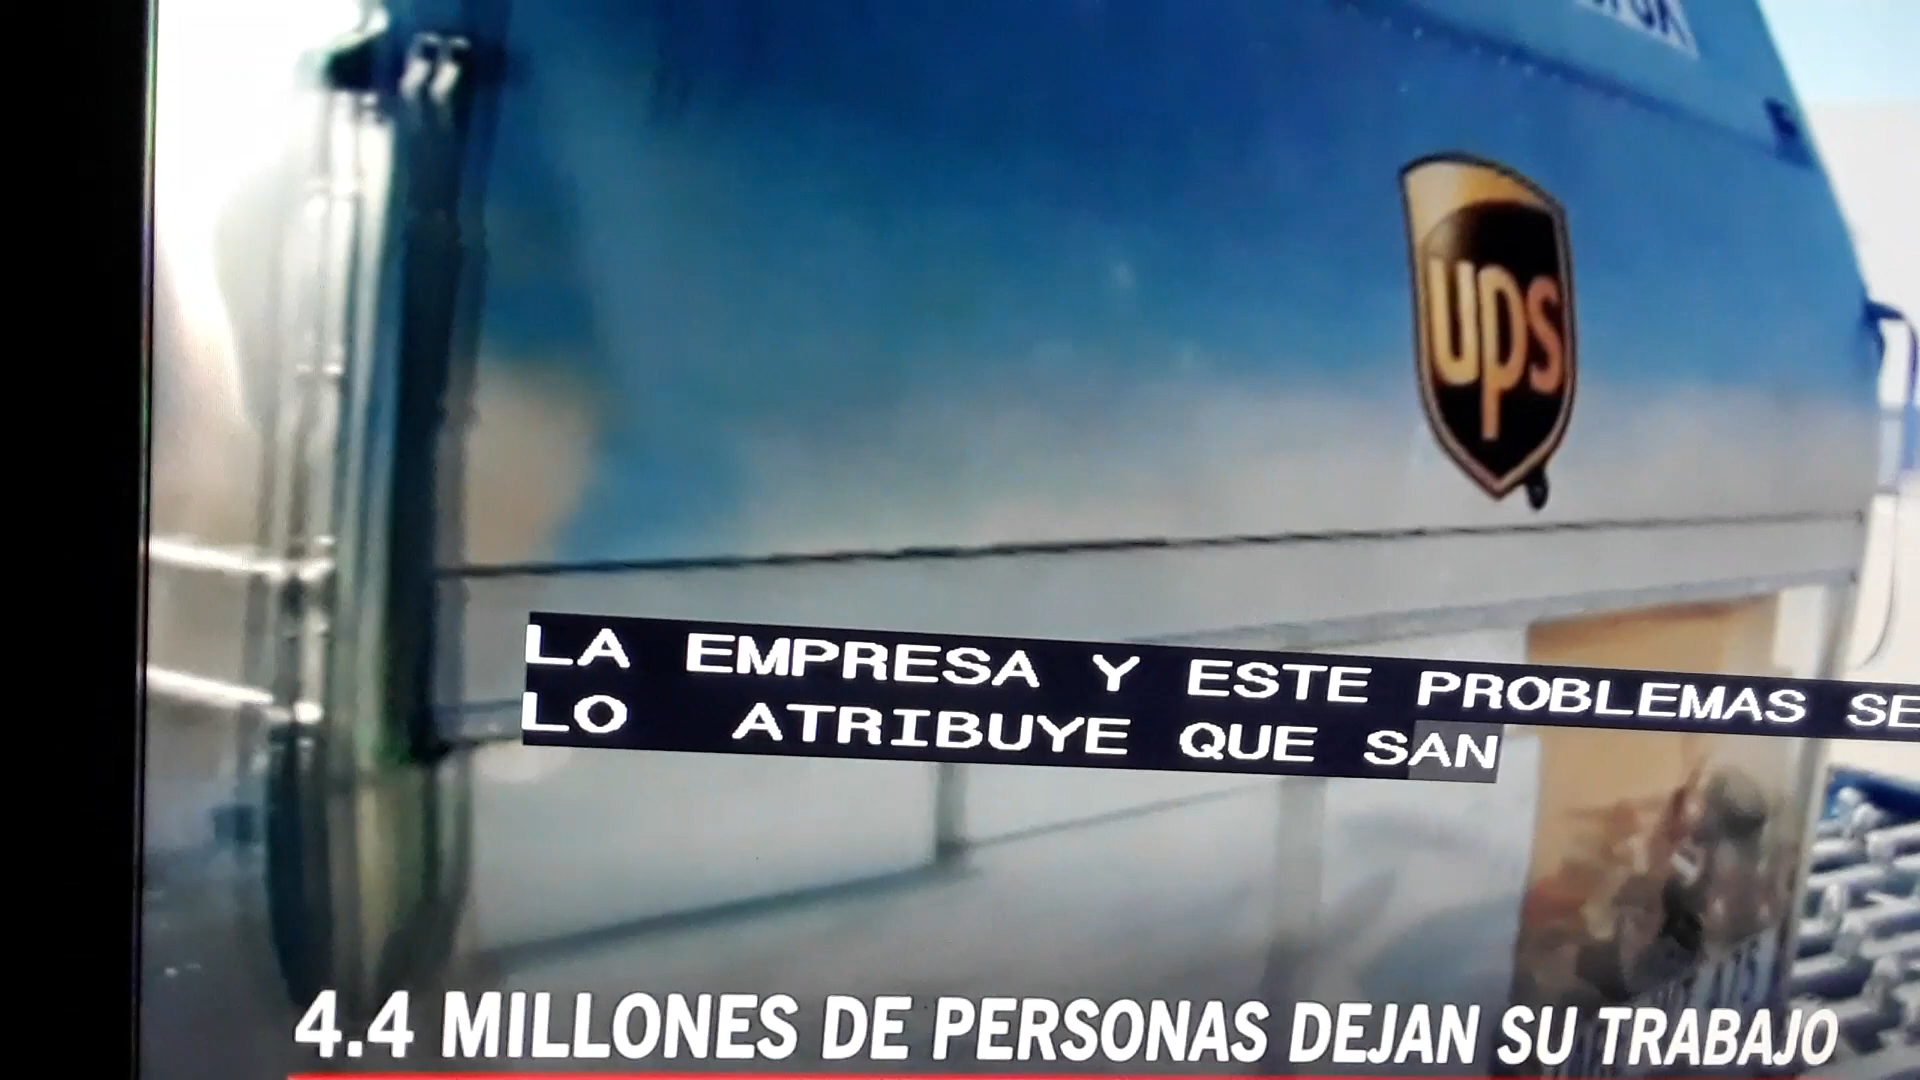 ups
LA EMPRESA Y ESTE PROBLEMAS SE
LO ATRIBUYE QUE SAN
4.4 MILLONES DE PERSONAS DEJAN SU TRABAJO